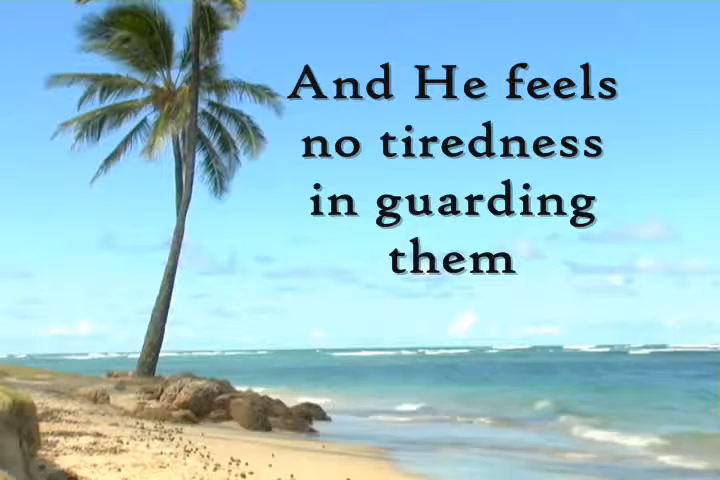 And He feels
no tiredness
in guarding
them